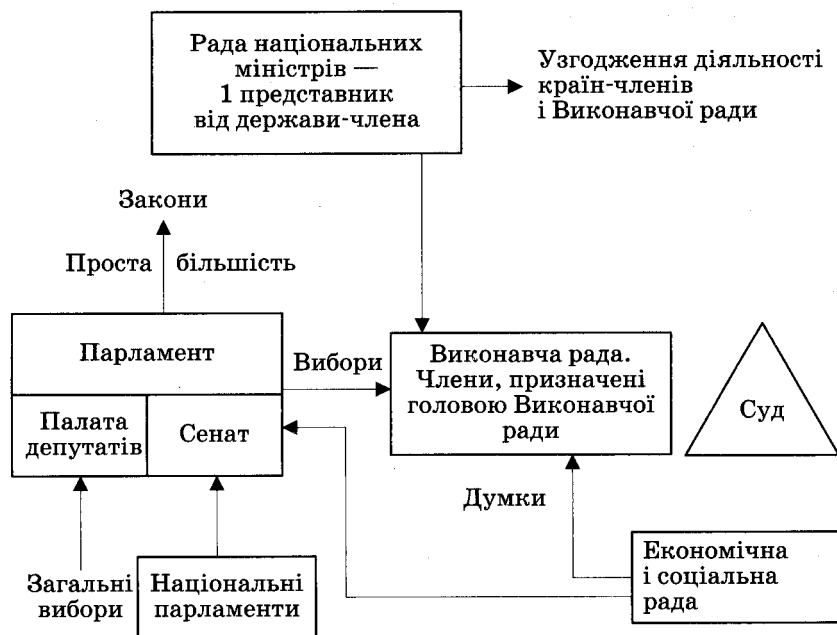 Рада національних
міністрів —
1 представник
від держави-члена
Узгодження діяльності
країн-членів
і Виконавчої ради
Закони
Проста більшість
Парламент
Палата
депутатів
Сенат
Вибори
Виконавча рада.
Члени, призначені
головою Виконавчої
ради
Суд
Думки
Загальні
вибори
Національні
парламенти
Економічна
і соціальна
рада